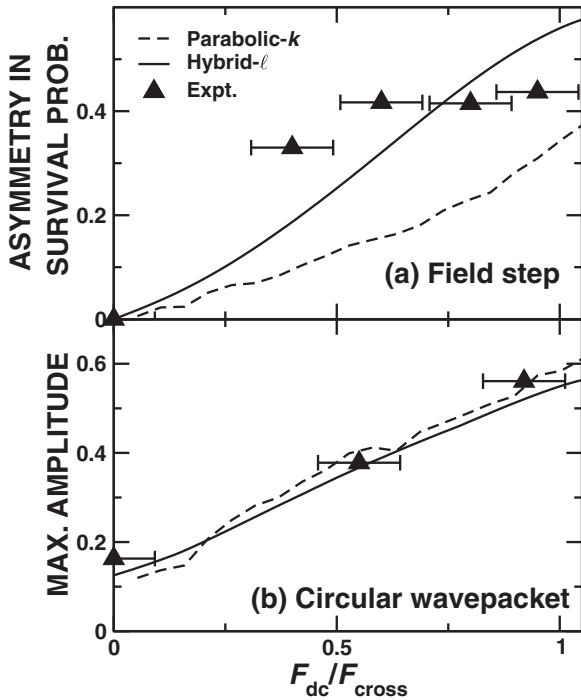 ASYMMETRY IN
SURVIVAL PROB.
Parabolic-k
Hybrid-ℓ
Expt.
0.4
0.2
0
(a) Field step
MAX. AMPLITUDE
0.6
0.4
0.2
0
(b) Circular wavepacket
0
0.5
1
F_dc/F_cross